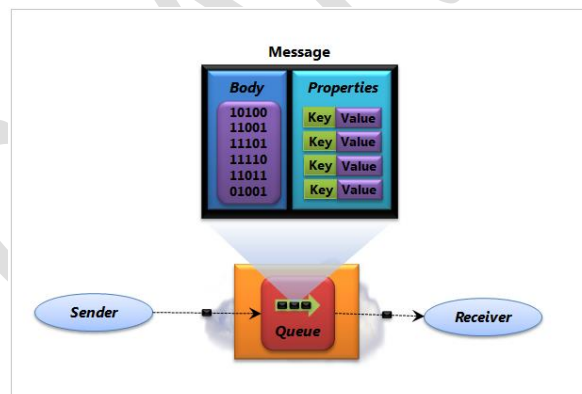 Message
Body
Properties
10100
11001
11101
11110
11011
01001
Key Value
Key Value
Key Value
Key Value
Sender
Queue
Receiver